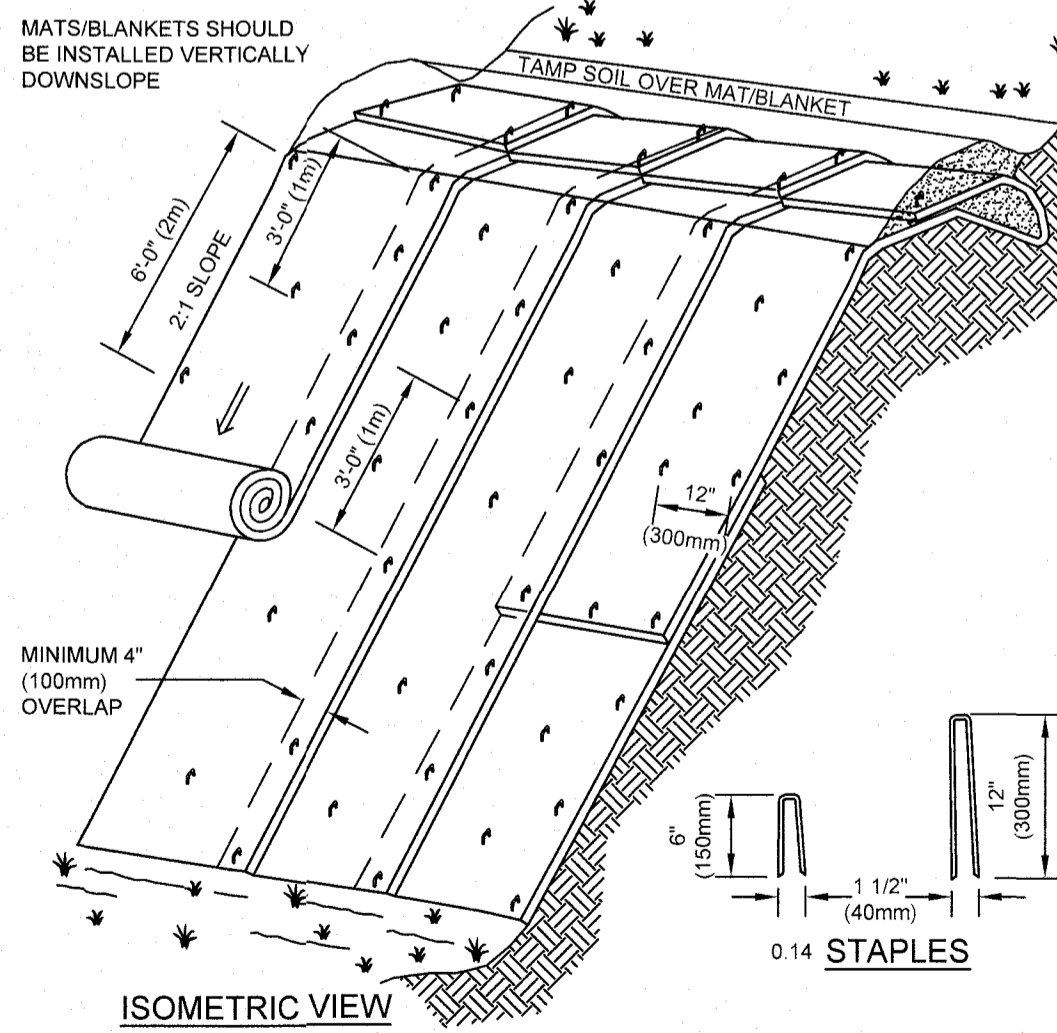 MATS/BLANKETS SHOULD
BE INSTALLED VERTICALLY
DOWNSLOPE
TAMP SOIL OVER MAT/BLANKET
6'-0" (2m)
3'-0" (1m)
2:1 SLOPE
3'-0" (1m)
12"
(300mm)
MINIMUM 4"
(100mm)
OVERLAP
6"
(150mm)
12"
(300mm)
1 1/2"
(40mm)
0.14 STAPLES
ISOMETRIC VIEW